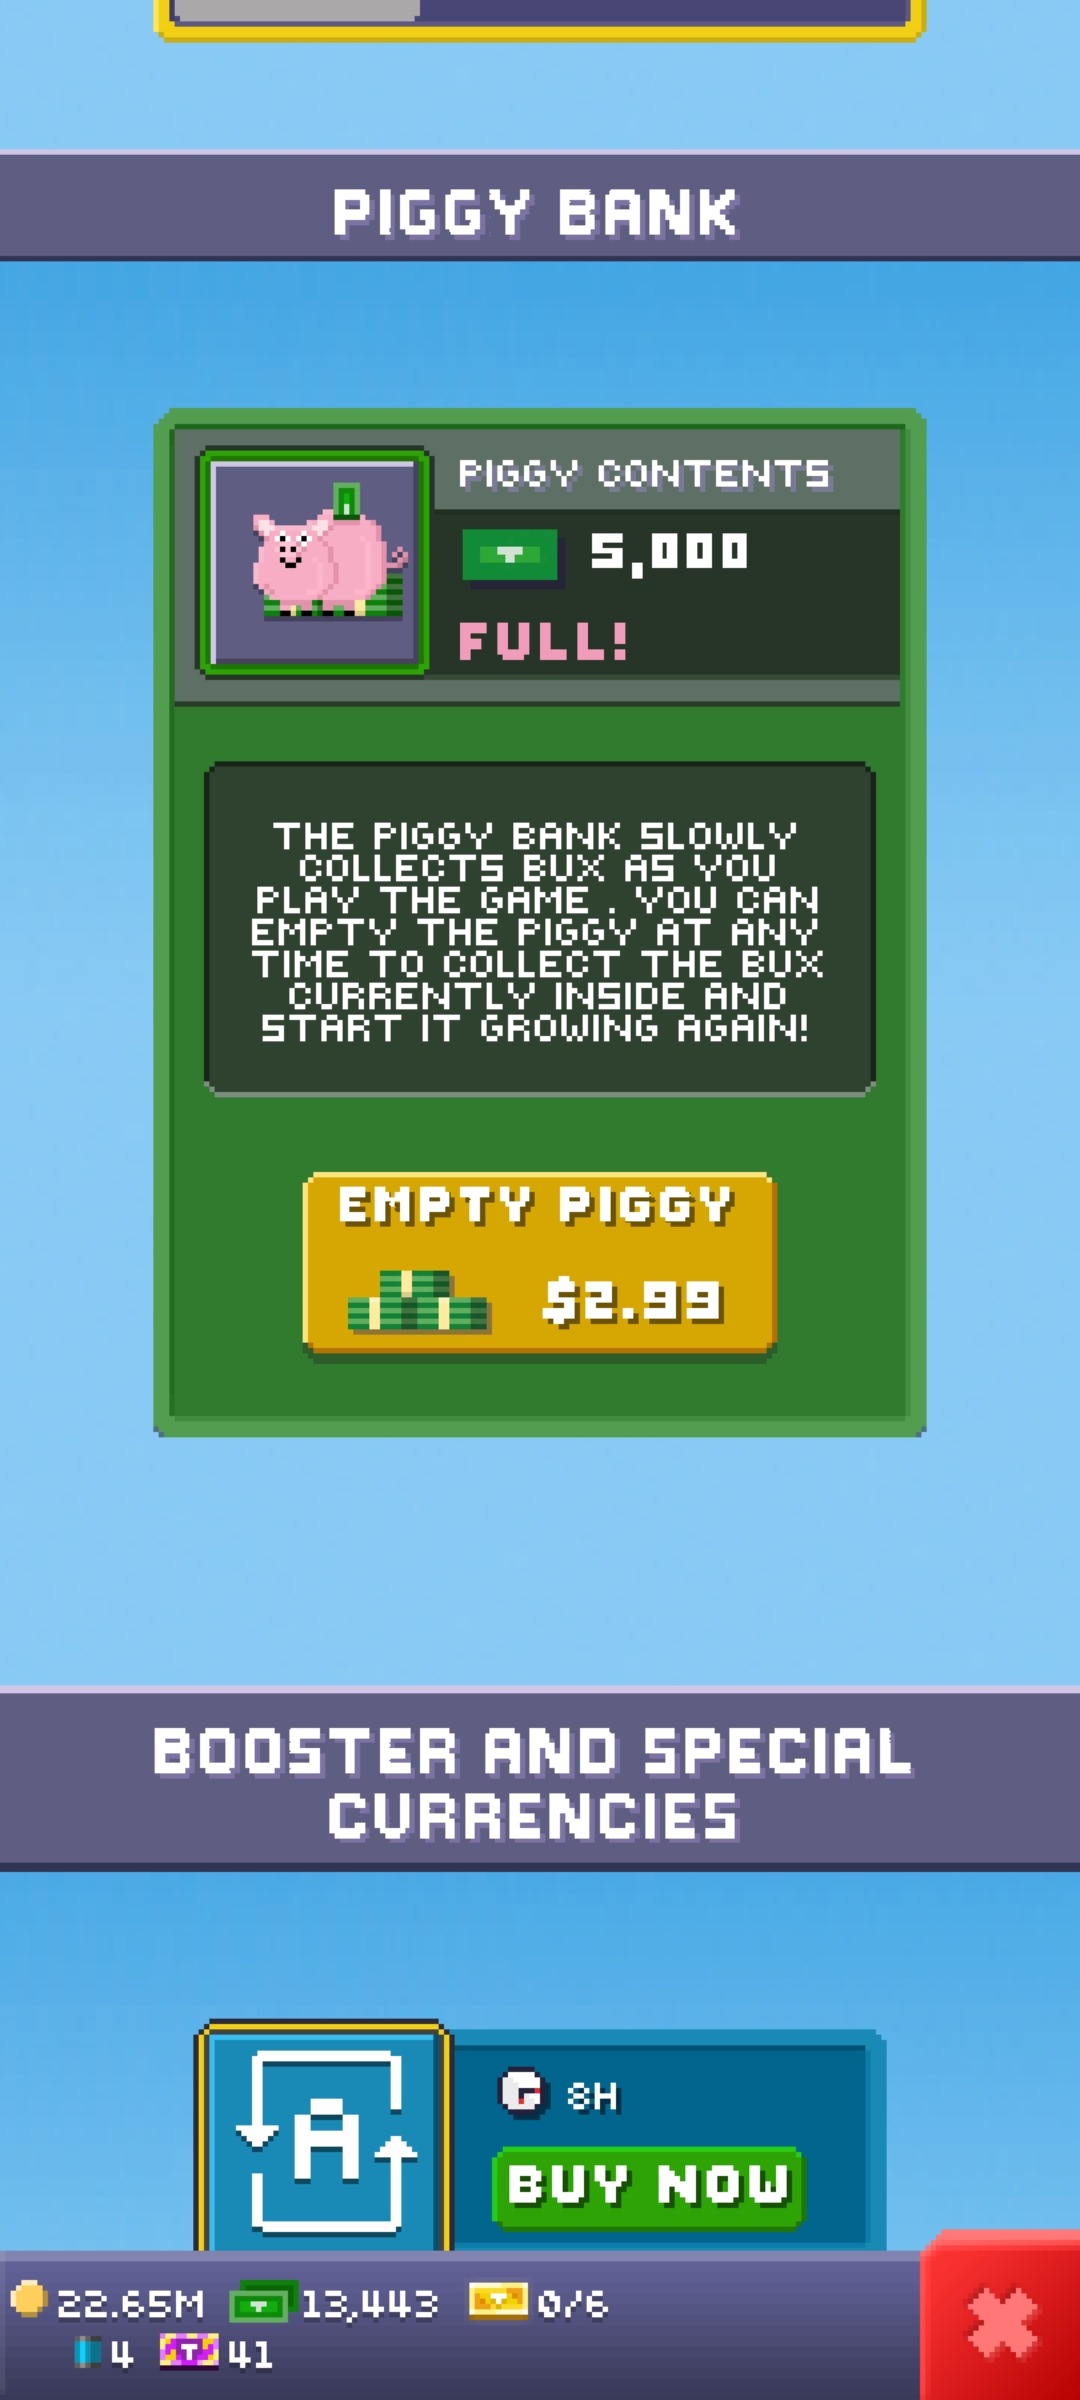 PIGGY BANK
PIGGY CONTENTS
5,000
FULL!
THE PIGGY BANK SLOWLY
COLLECTS BUX AS YOU
PLAY THE GAME . YOU CAN
EMPTY THE PIGGY AT ANY
TIME TO COLLECT THE BUX
CURRENTLY INSIDE AND
START IT GROWING AGAIN!
EMPTY PIGGY
$2.99
BOOSTER AND SPECIAL
CURRENCIES
A
8H
BUY NOW
22.65M 13,443 0/6
4 41